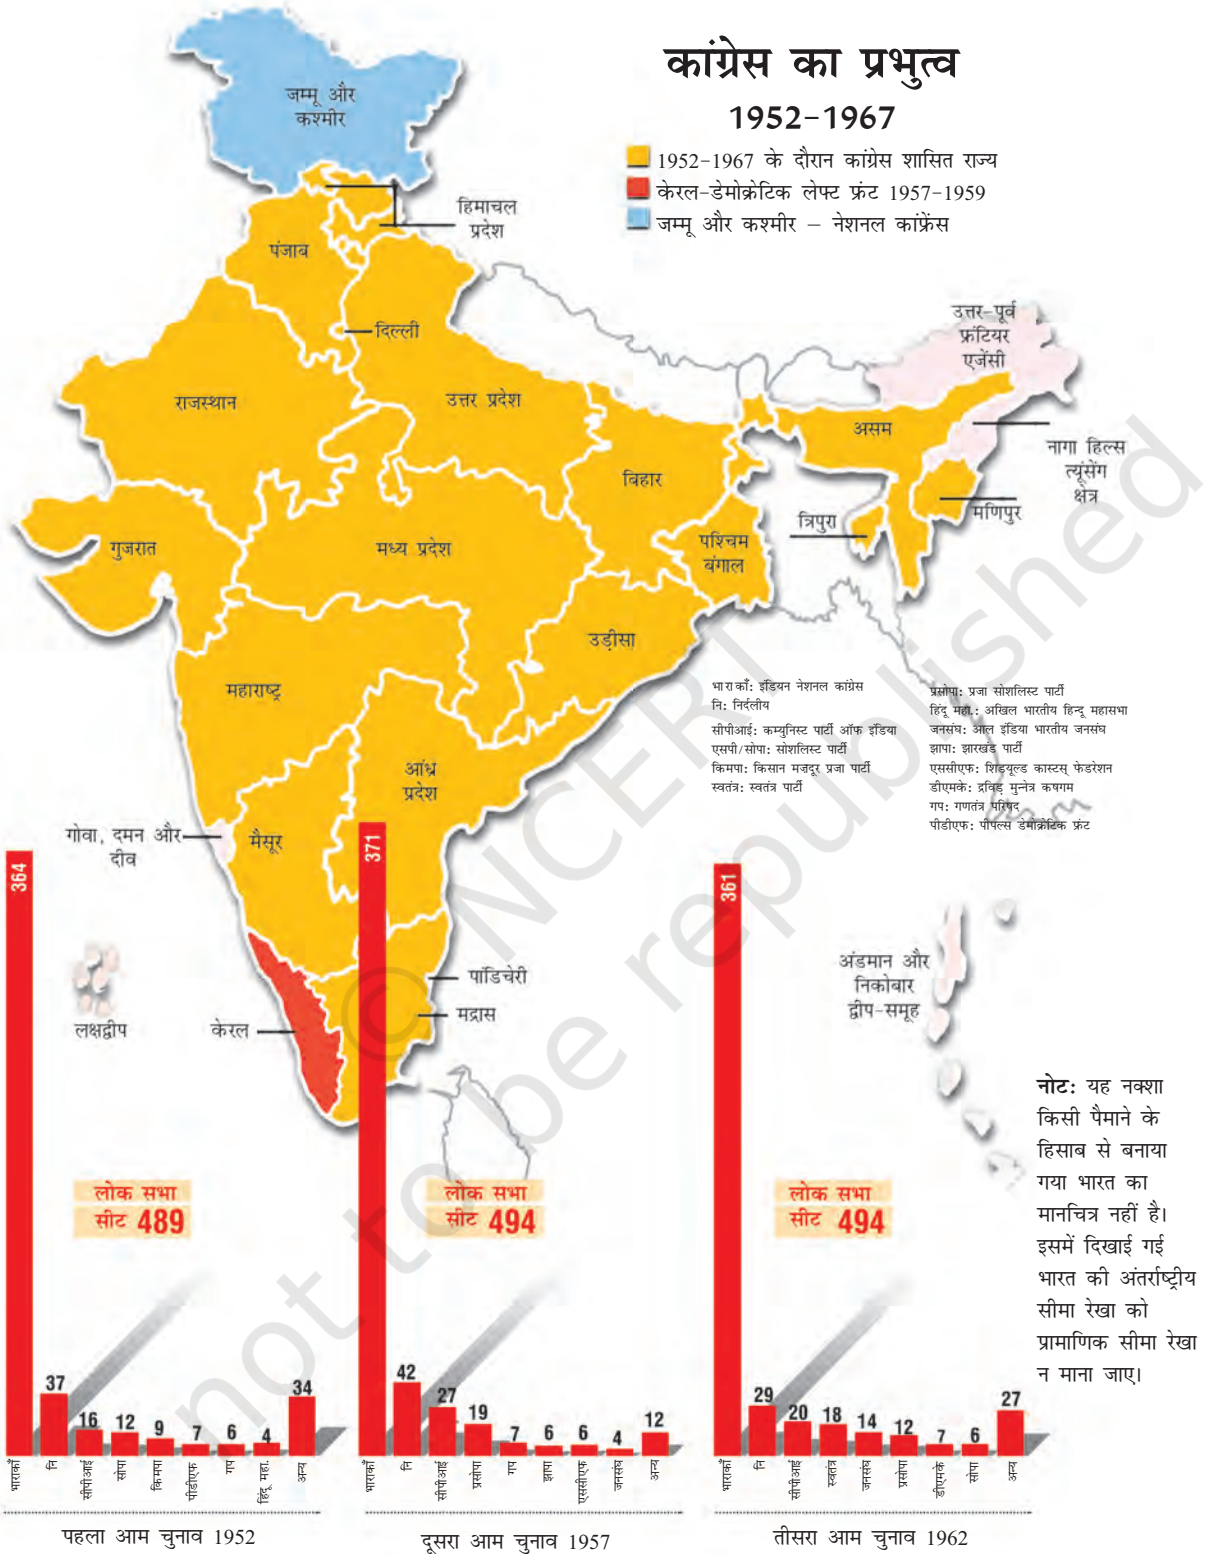 कांग्रेस का प्रभुत्व
1952-1967
1952-1967 के दौरान कांग्रेस शासित राज्य
केरल-डेमोक्रेटिक लेफ्ट फ्रंट 1957-1959
जम्मू और कश्मीर – नेशनल कांफ्रेंस
जम्मू और
कश्मीर
हिमाचल
प्रदेश
पंजाब
दिल्ली
उत्तर-पूर्व
फ्रंटियर
एजेंसी
राजस्थान
उत्तर प्रदेश
असम
नागा हिल्स
त्यूसेंग
क्षेत्र
बिहार
मणिपुर
त्रिपुरा
गुजरात
मध्य प्रदेश
पश्चिम
बंगाल
उड़ीसा
महाराष्ट्र
आंध्र
प्रदेश
गोवा, दमन और
दीव
मैसूर
पांडिचेरी
मद्रास
लक्षद्वीप
केरल
अंडमान और
निकोबार
द्वीप-समूह
भाराकाँ: इंडियन नेशनल कांग्रेस
नि: निर्दलीय
सीपीआई: कम्युनिस्ट पार्टी ऑफ इंडिया
एसपी/सोपा: सोशलिस्ट पार्टी
किमपा: किसान मजदूर प्रजा पार्टी
स्वतंत्र: स्वतंत्र पार्टी
प्रसोपा: प्रजा सोशलिस्ट पार्टी
हिंदू महा.: अखिल भारतीय हिन्दू महासभा
जनसंघ: आल इंडिया भारतीय जनसंघ
झापा: झारखंड पार्टी
एससीएफ: शिड्यूल्ड कास्टस् फेडरेशन
डीएमके: द्रविड़ मुन्नेत्र कषगम
गप: गणतंत्र परिषद
पीडीएफ: पीपल्स डेमोक्रेटिक फ्रंट
नोट: यह नक्शा
किसी पैमाने के
हिसाब से बनाया
गया भारत का
मानचित्र नहीं है।
इसमें दिखाई गई
भारत की अंतर्राष्ट्रीय
सीमा रेखा को
प्रामाणिक सीमा रेखा
न माना जाए।
लोक सभा
सीट 489
364
37
16
12
9
7
6
4
34
भाराकाँ
नि
सीपीआई
सोपा
किमपा
पीडीएफ
गप
हिंदू महा.
अन्य
पहला आम चुनाव 1952
लोक सभा
सीट 494
371
42
27
19
7
6
6
4
12
भाराकाँ
नि
सीपीआई
प्रसोपा
गप
झापा
एससीएफ
जनसंघ
अन्य
दूसरा आम चुनाव 1957
लोक सभा
सीट 494
361
29
20
18
14
12
7
6
27
भाराकाँ
नि
सीपीआई
स्वतंत्र
जनसंघ
प्रसोपा
डीएमके
सोपा
अन्य
तीसरा आम चुनाव 1962
© NCERT
not to be republished